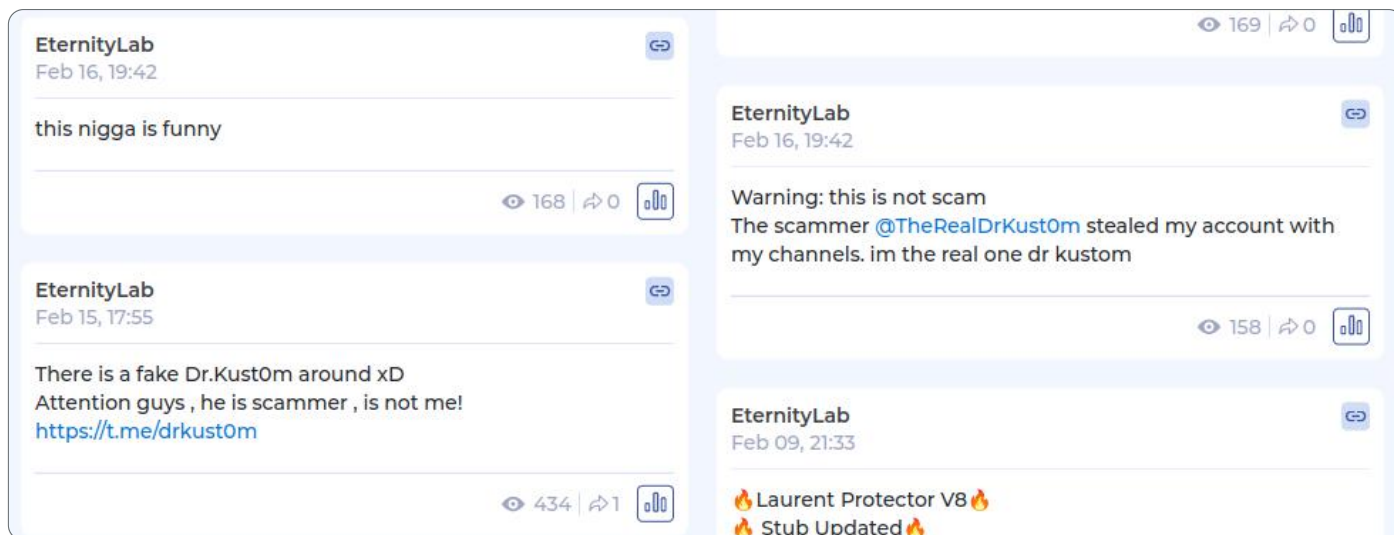 EternityLab
Feb 16, 19:42
this nigga is funny
168
0
EternityLab
Feb 15, 17:55
There is a fake Dr.Kust0m around xD
Attention guys , he is scammer , is not me!
https://t.me/drkust0m
434
1
169
0
EternityLab
Feb 16, 19:42
Warning: this is not scam
The scammer @TheRealDrKust0m stealed my account with
my channels. im the real one dr kustom
158
0
EternityLab
Feb 09, 21:33
🔥Laurent Protector V8🔥
🔥 Stub Updated🔥